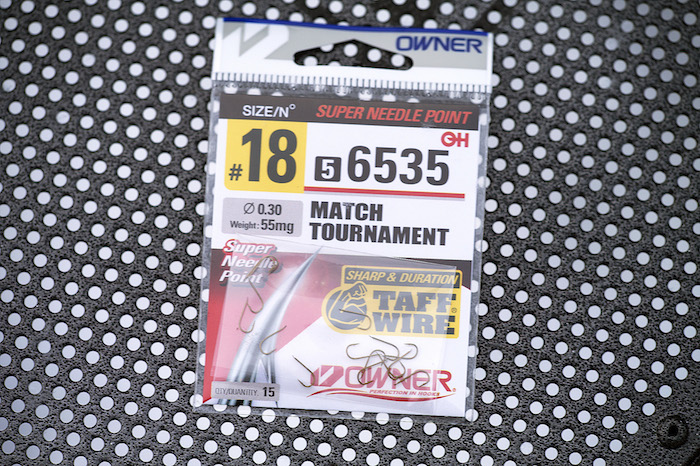 OWNER
SIZE/N°
SUPER NEEDLE POINT
#18
5 6535
OH
Ø 0.30
Weight: 55mg
MATCH
TOURNAMENT
Super
Needle
Point
SHARP & DURATION
TAFF
WIRE
OWNER
PERFECTION IN HOOKS
QTY/QUANTITY 15